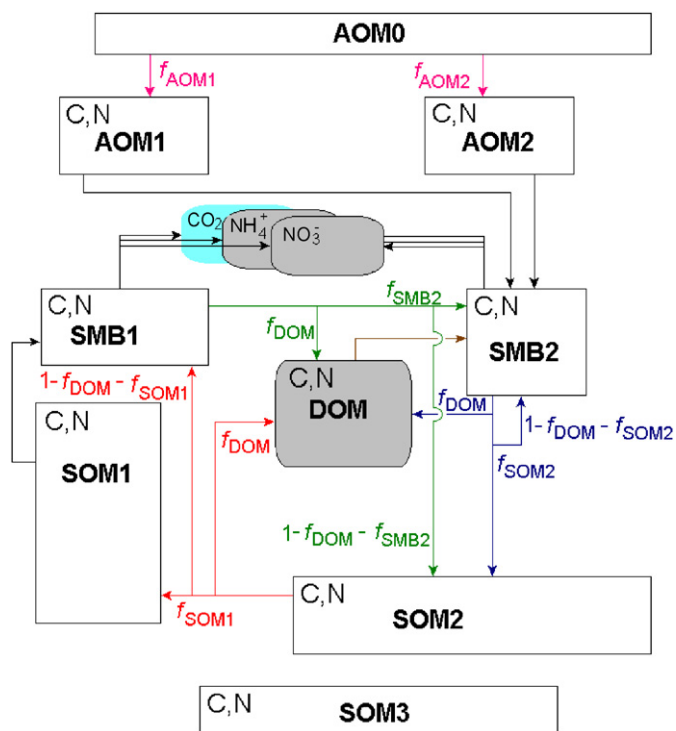 AOM0
fAOM1
fAOM2
C,N
AOM1
C,N
AOM2
CO2
NH4+
NO3-
C,N
SMB1
fSMB2
C,N
SMB2
fDOM
C,N
DOM
1-fDOM - fSOM1
fDOM
1-fDOM - fSOM2
C,N
SOM1
fDOM
fSOM2
1-fDOM - fSMB2
fSOM1
C,N
SOM2
C,N
SOM3